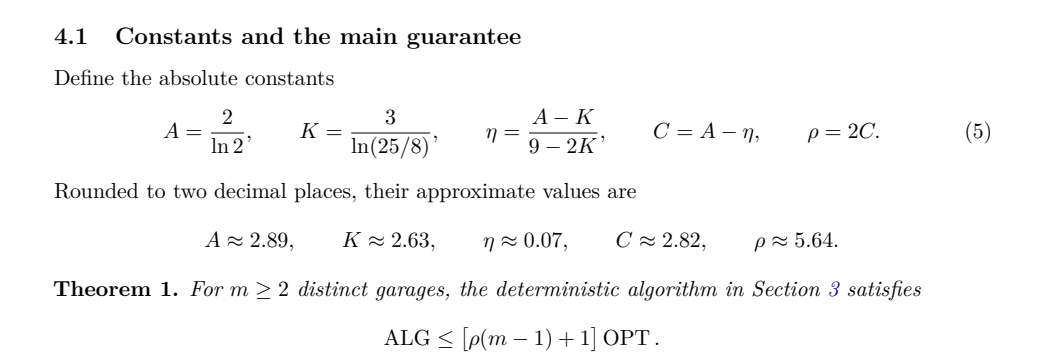 4.1 Constants and the main guarantee
Define the absolute constants
A = 2/ln 2, K = 3/ln(25/8), η = (A − K)/(9 − 2K), C = A − η, ρ = 2C. (5)
Rounded to two decimal places, their approximate values are
A ≈ 2.89, K ≈ 2.63, η ≈ 0.07, C ≈ 2.82, ρ ≈ 5.64.
Theorem 1. For m ≥ 2 distinct garages, the deterministic algorithm in Section 3 satisfies
ALG ≤ [ρ(m − 1) + 1] OPT.